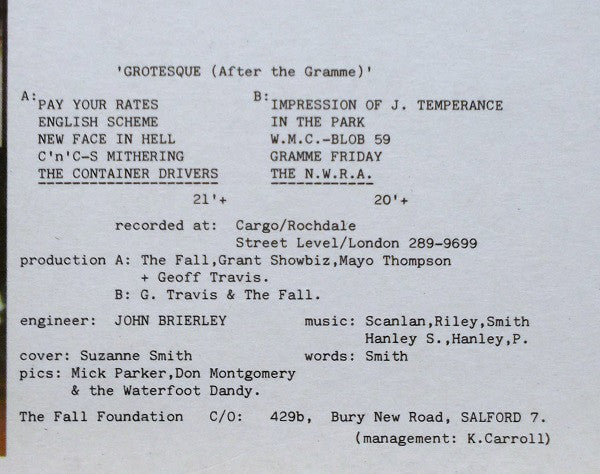 'GROTESQUE (After the Gramme)'
A: B:
PAY YOUR RATES IMPRESSION OF J. TEMPERANCE
ENGLISH SCHEME IN THE PARK
NEW FACE IN HELL W.M.C.-BLOB 59
C'n'C-S MITHERING GRAMME FRIDAY
THE CONTAINER DRIVERS THE N.W.R.A.
21'+ 20'+
recorded at: Cargo/Rochdale
Street Level/London 289-9699
production A: The Fall,Grant Showbiz,Mayo Thompson
+ Geoff Travis.
B: G. Travis & The Fall.
engineer: JOHN BRIERLEY music: Scanlan,Riley,Smith
Hanley S.,Hanley,P.
cover: Suzanne Smith words: Smith
pics: Mick Parker,Don Montgomery
& the Waterfoot Dandy.
The Fall Foundation C/O: 429b, Bury New Road, SALFORD 7.
(management: K.Carroll)